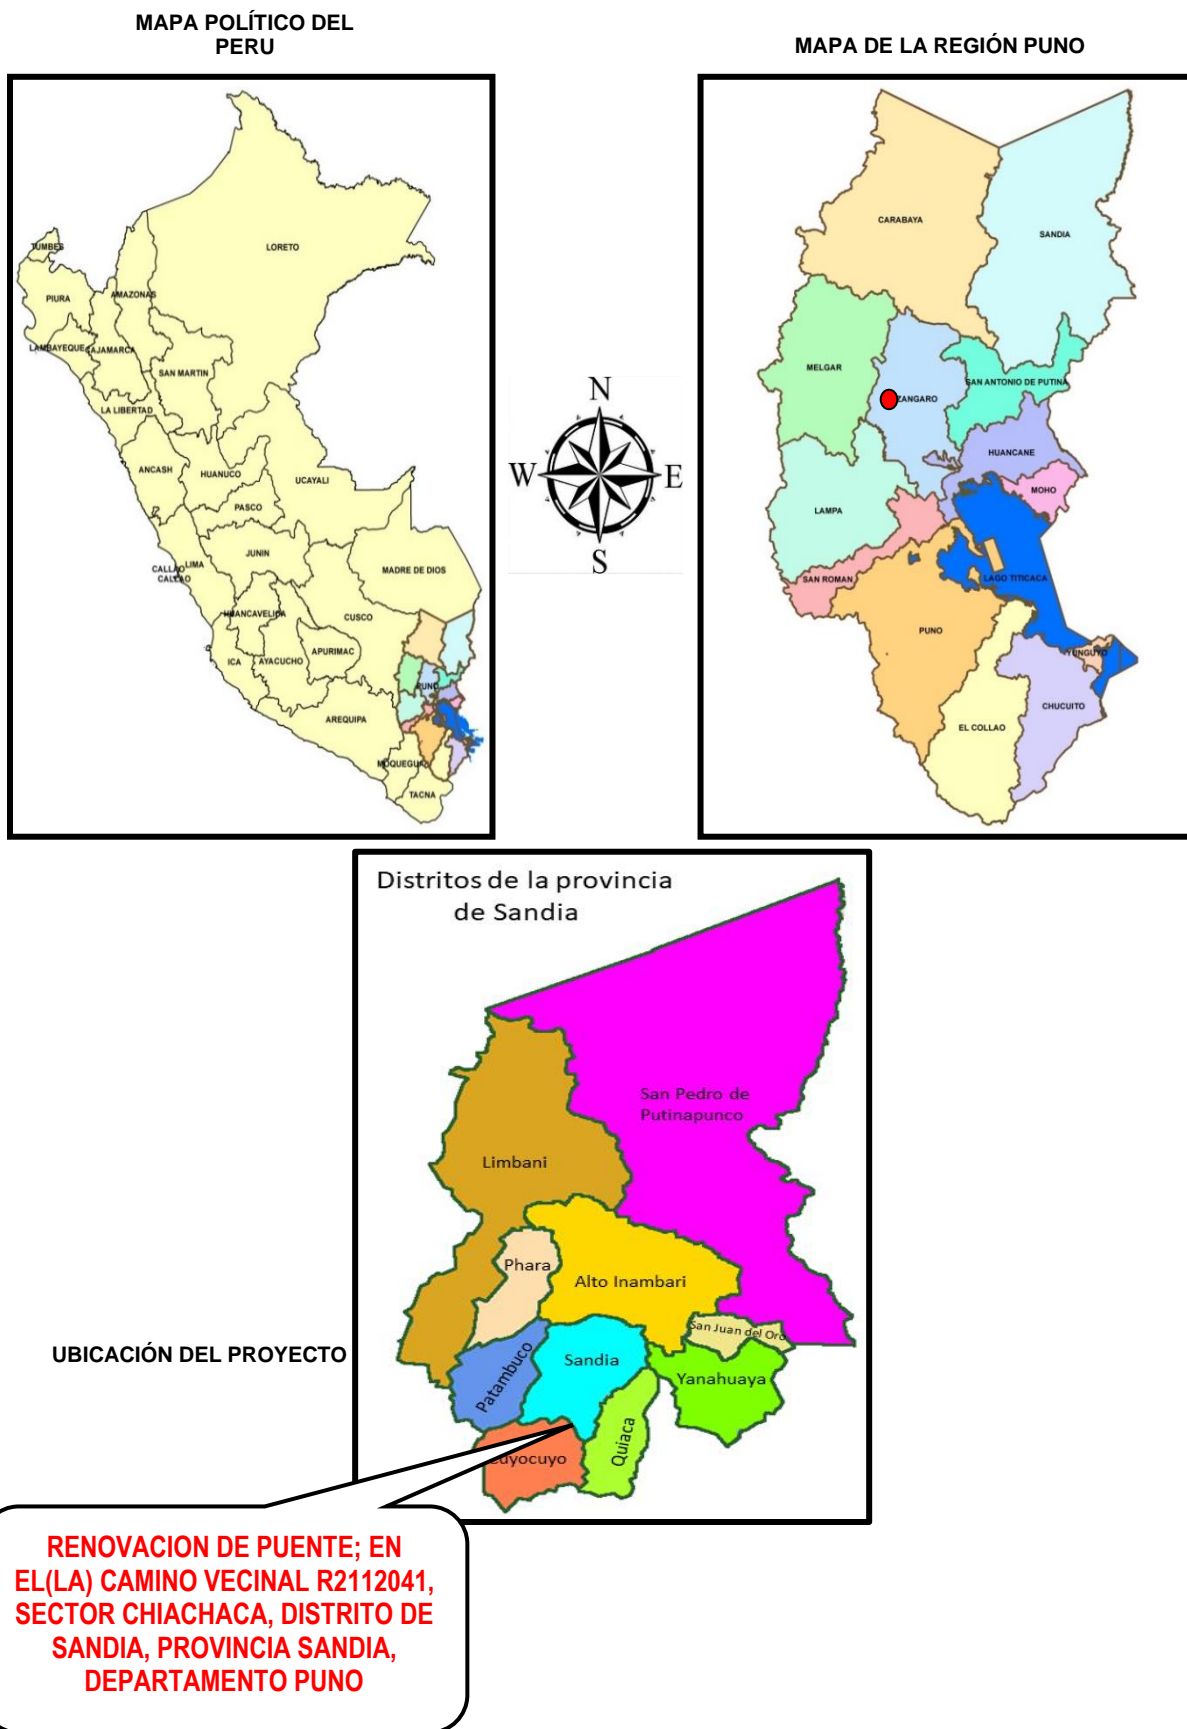 MAPA POLÍTICO DEL
PERU
MAPA DE LA REGIÓN PUNO
TUMBES
LORETO
PIURA
AMAZONAS
LAMBAYEQUE
CAJAMARCA
SAN MARTIN
LA LIBERTAD
ANCASH
HUANUCO
UCAYALI
PASCO
JUNIN
LIMA
CALLAO
CALLAO
MADRE DE DIOS
HUANCAVELICA
CUSCO
APURIMAC
ICA
AYACUCHO
PUNO
AREQUIPA
MOQUEGUA
TACNA
N
W
E
S
CARABAYA
SANDIA
MELGAR
SAN ANTONIO DE PUTINA
ZANGARO
HUANCANE
MOHO
LAMPA
SAN ROMAN
LAGO TITICACA
PUNO
YUNGUYO
CHUCUITO
EL COLLAO
Distritos de la provincia
de Sandia
San Pedro de
Putinapunco
Limbani
Phara
Alto Inambari
San Juan del Oro
Sandia
Patambuco
Yanahuaya
Quiaca
Cuyocuyo
UBICACIÓN DEL PROYECTO
RENOVACION DE PUENTE; EN
EL(LA) CAMINO VECINAL R2112041,
SECTOR CHIACHACA, DISTRITO DE
SANDIA, PROVINCIA SANDIA,
DEPARTAMENTO PUNO